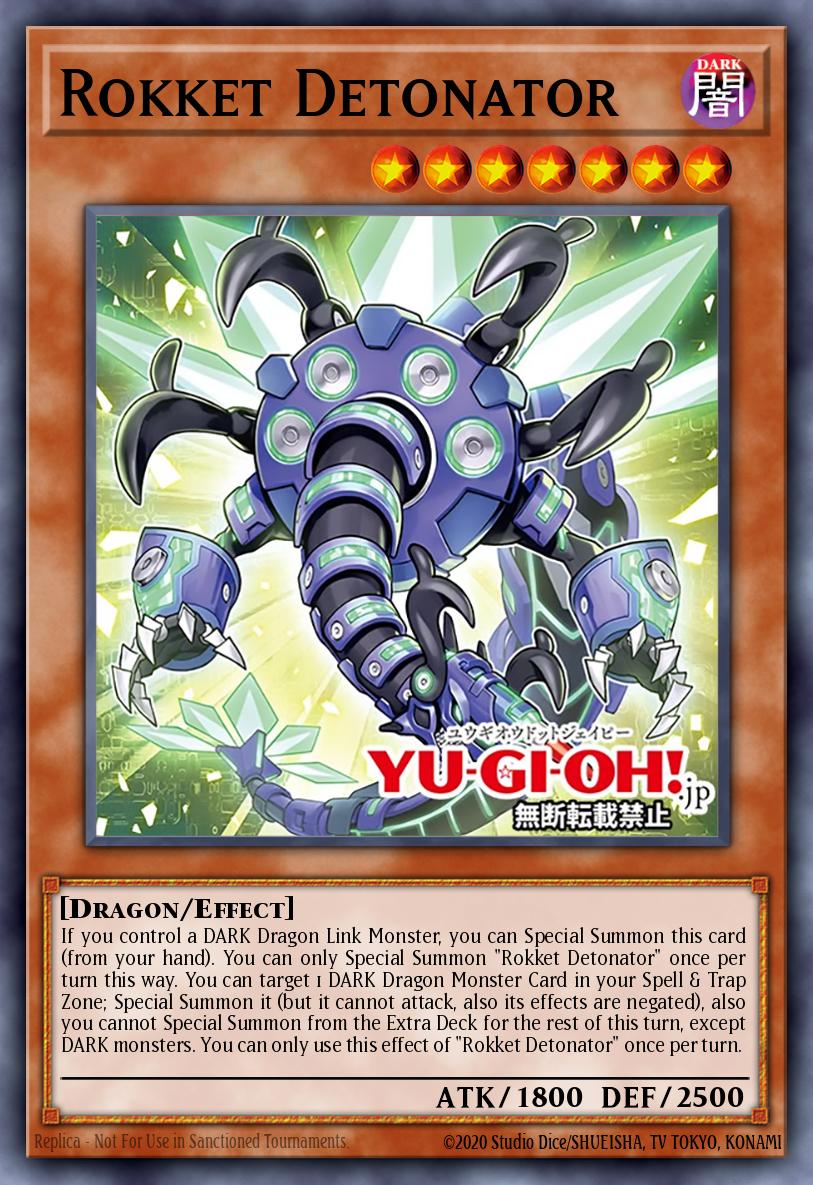 Rokket Detonator
DARK
闇
ユウギオウドットジェイピー
YU-GI-OH!.jp
無断転載禁止
[Dragon/Effect]
If you control a DARK Dragon Link Monster, you can Special Summon this card
(from your hand). You can only Special Summon "Rokket Detonator" once per
turn this way. You can target 1 DARK Dragon Monster Card in your Spell & Trap
Zone; Special Summon it (but it cannot attack, also its effects are negated), also
you cannot Special Summon from the Extra Deck for the rest of this turn, except
DARK monsters. You can only use this effect of "Rokket Detonator" once per turn.
ATK/1800 DEF/2500
Replica - Not For Use in Sanctioned Tournaments.
©2020 Studio Dice/SHUEISHA, TV TOKYO, KONAMI